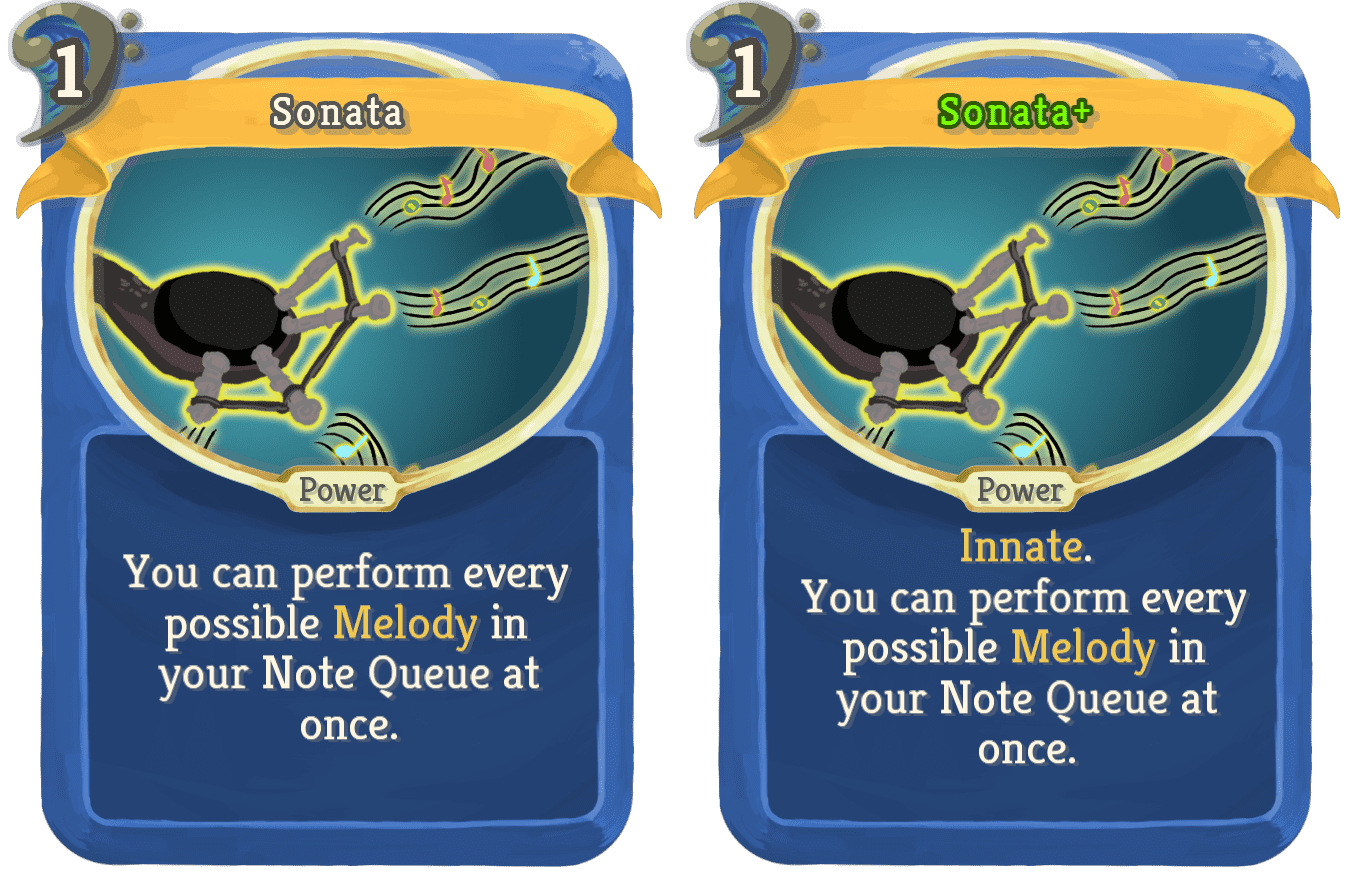 1
Sonata
Power
You can perform every
possible Melody in
your Note Queue at
once.
1
Sonata+
Power
Innate.
You can perform every
possible Melody in
your Note Queue at
once.